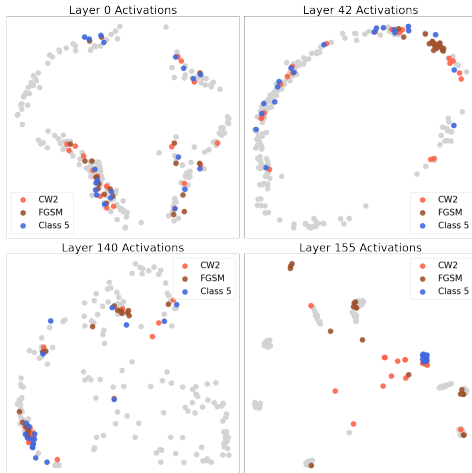 Layer 0 Activations
CW2
FGSM
Class 5
Layer 42 Activations
CW2
FGSM
Class 5
Layer 140 Activations
CW2
FGSM
Class 5
Layer 155 Activations
CW2
FGSM
Class 5